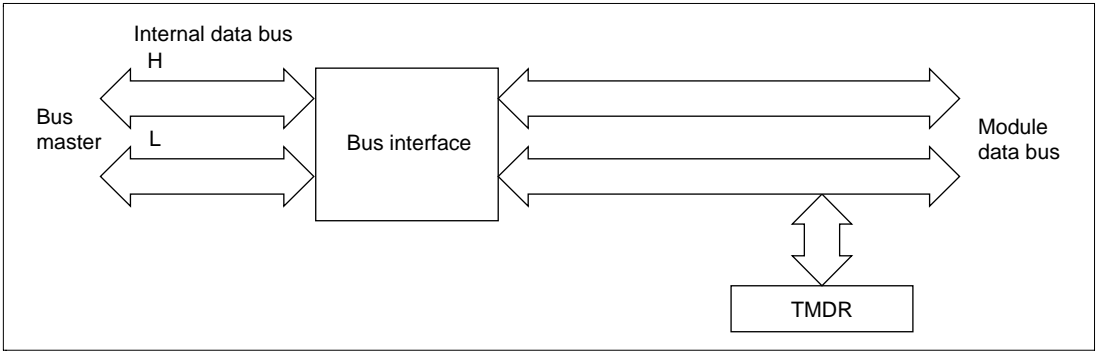 Internal data bus
H
Bus
master
L
Bus interface
Module
data bus
TMDR